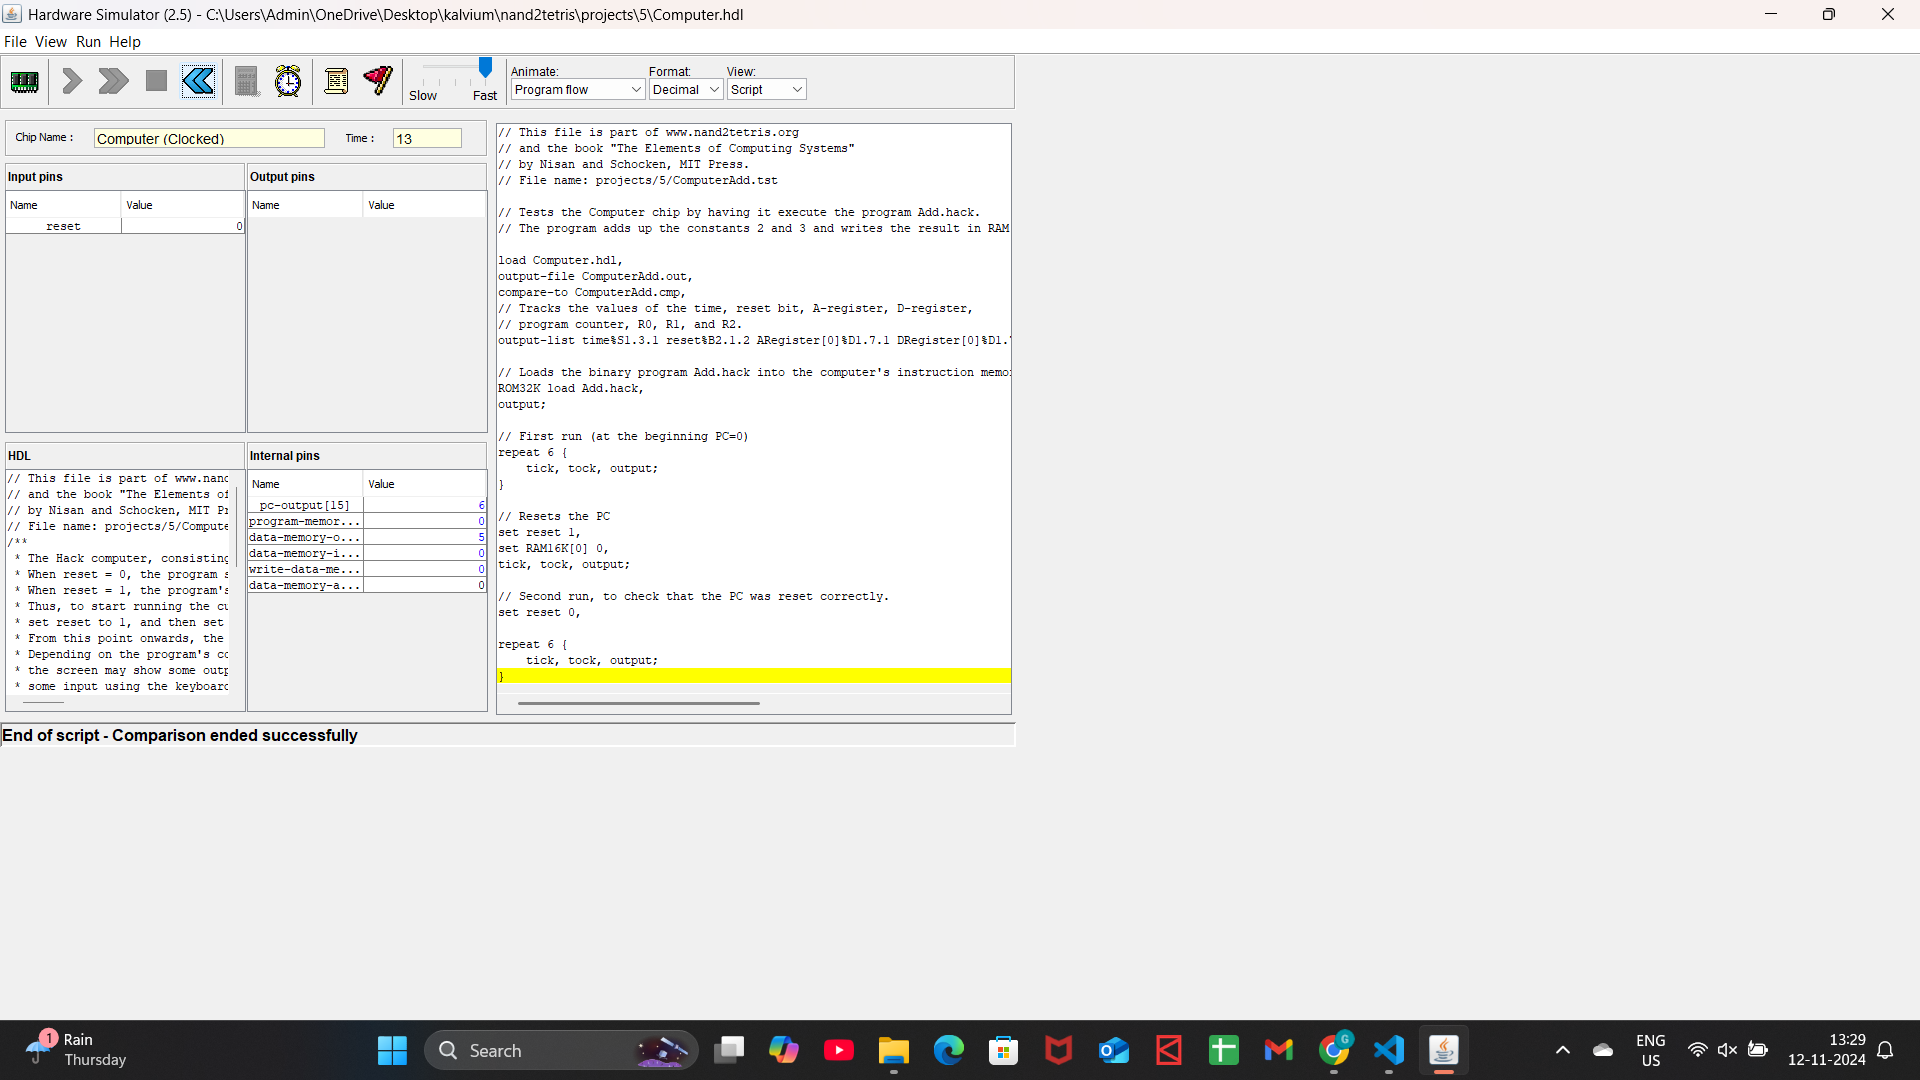 Hardware Simulator (2.5) - C:\Users\Admin\OneDrive\Desktop\kalvium\nand2tetris\projects\5\Computer.hdl
File View Run Help
Slow Fast
Animate: Format: View:
Program flow Decimal Script
Chip Name : Computer (Clocked) Time : 13
Input pins
Name Value
reset 0
Output pins
Name Value
HDL
// This file is part of www.nand
// and the book "The Elements of
// by Nisan and Schocken, MIT Pr
// File name: projects/5/Compute
/**
* The Hack computer, consisting
* When reset = 0, the program s
* When reset = 1, the program's
* Thus, to start running the cu
* set reset to 1, and then set
* From this point onwards, the
* Depending on the program's co
* the screen may show some outp
* some input using the keyboard
Internal pins
Name Value
pc-output[15] 6
program-memor... 0
data-memory-o... 5
data-memory-i... 0
write-data-me... 0
data-memory-a... 0
// This file is part of www.nand2tetris.org
// and the book "The Elements of Computing Systems"
// by Nisan and Schocken, MIT Press.
// File name: projects/5/ComputerAdd.tst
// Tests the Computer chip by having it execute the program Add.hack.
// The program adds up the constants 2 and 3 and writes the result in RAM
load Computer.hdl,
output-file ComputerAdd.out,
compare-to ComputerAdd.cmp,
// Tracks the values of the time, reset bit, A-register, D-register,
// program counter, R0, R1, and R2.
output-list time%S1.3.1 reset%B2.1.2 ARegister[0]%D1.7.1 DRegister[0]%D1.
// Loads the binary program Add.hack into the computer's instruction memo
ROM32K load Add.hack,
output;
// First run (at the beginning PC=0)
repeat 6 {
tick, tock, output;
}
// Resets the PC
set reset 1,
set RAM16K[0] 0,
tick, tock, output;
// Second run, to check that the PC was reset correctly.
set reset 0,
repeat 6 {
tick, tock, output;
}
End of script - Comparison ended successfully
1 Rain
Thursday
Search
G
ENG
US
13:29
12-11-2024